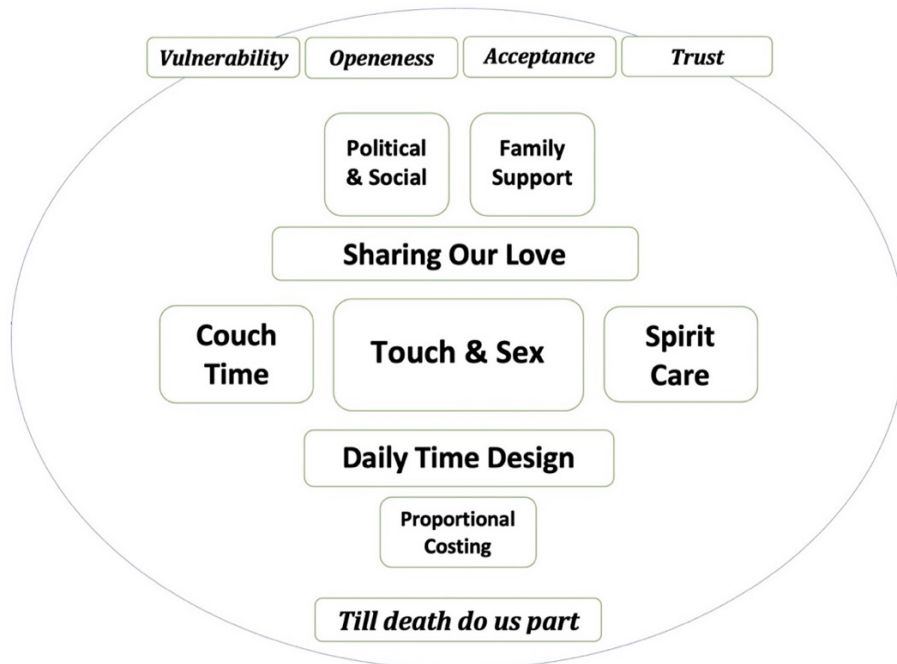 Vulnerability Openeness Acceptance Trust
Political Family
& Social Support
Sharing Our Love
Couch
Time
Touch & Sex
Spirit
Care
Daily Time Design
Proportional
Costing
Till death do us part